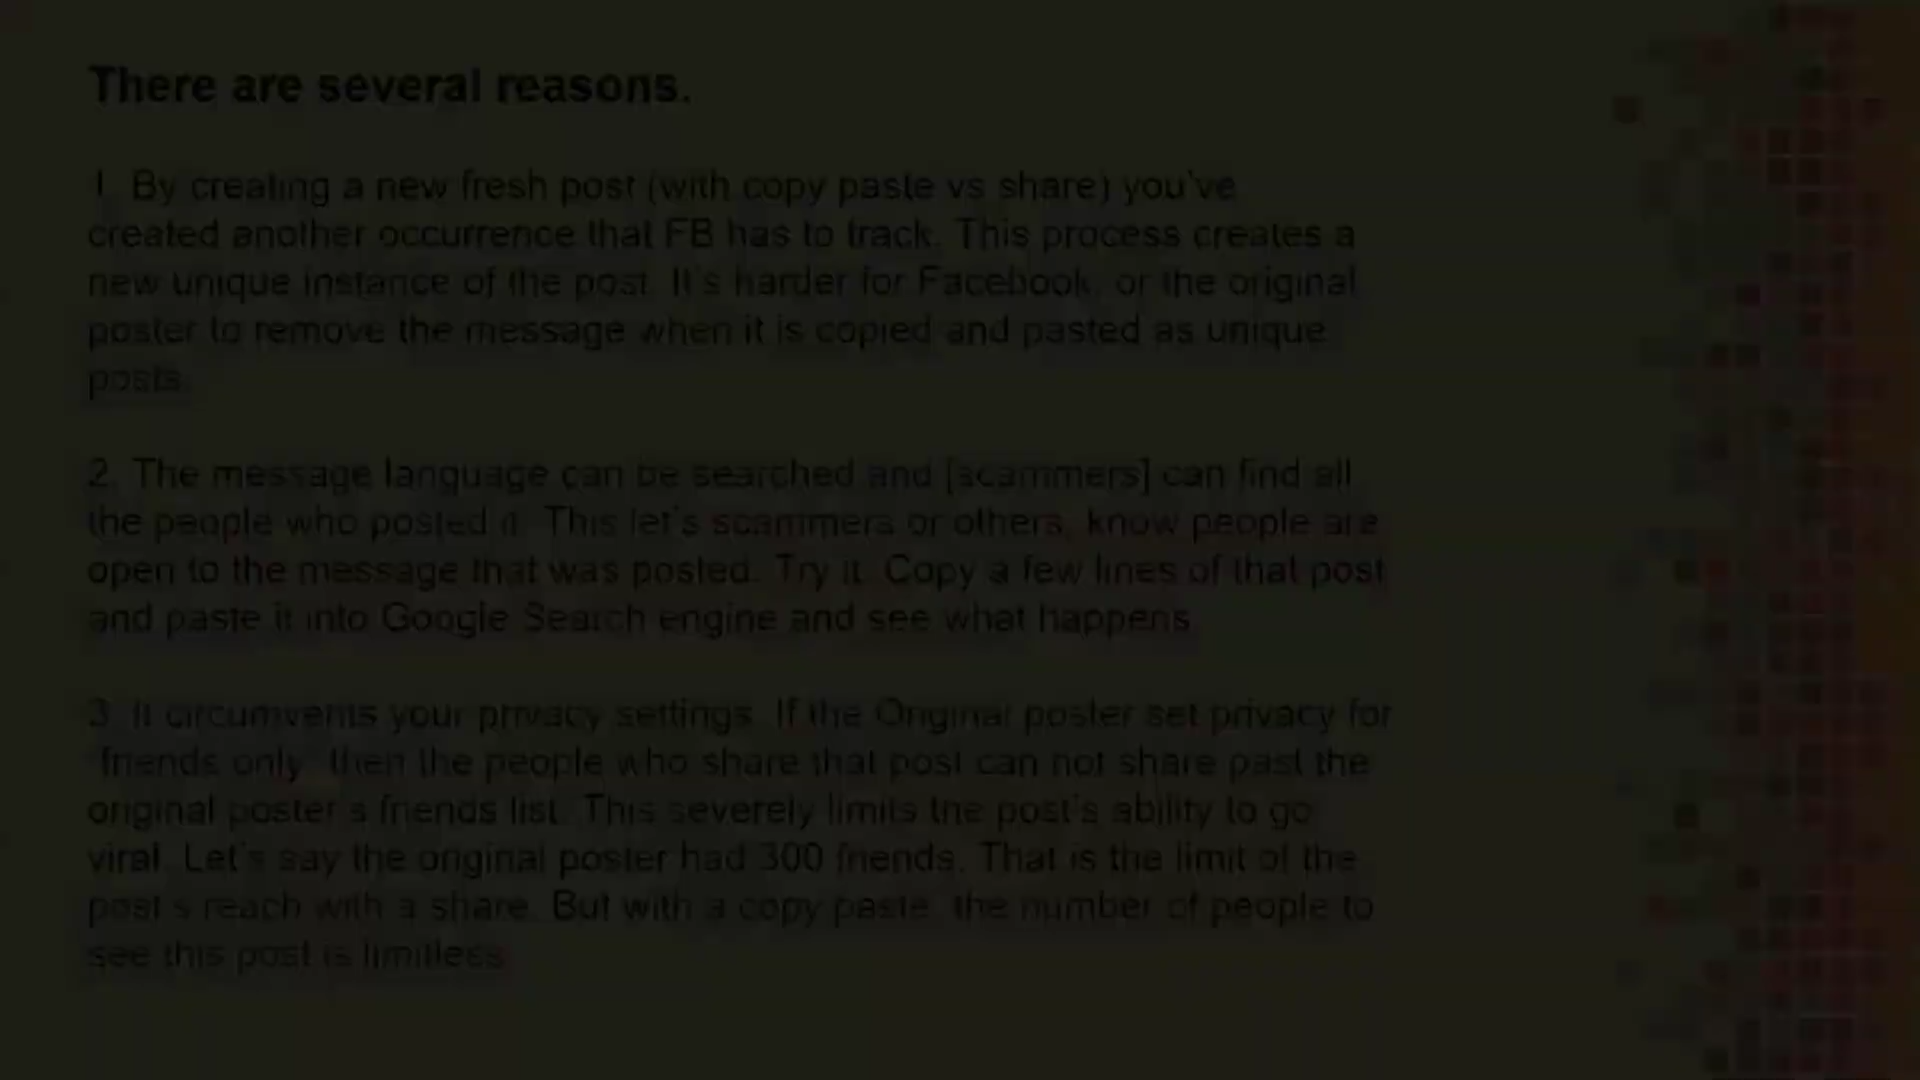 There are several reasons.
1. By creating a new fresh post (with copy paste vs share) you've
created another occurrence that FB has to track. This process creates a
new unique instance of the post. It's harder for Facebook, or the original
poster to remove the message when it is copied and pasted as unique
posts.
2. The message language can be searched and [scammers] can find all
the people who posted it. This let's scammers or others, know people are
open to the message that was posted. Try it. Copy a few lines of that post
and paste it into Google Search engine and see what happens.
3. It circumvents your privacy settings. If the Original poster set privacy for
"friends only" then the people who share that post can not share past the
original poster's friends list. This severely limits the post's ability to go
viral. Let's say the original poster had 300 friends. That is the limit of the
post's reach with a share. But with a copy paste, the number of people to
see this post is limitless.